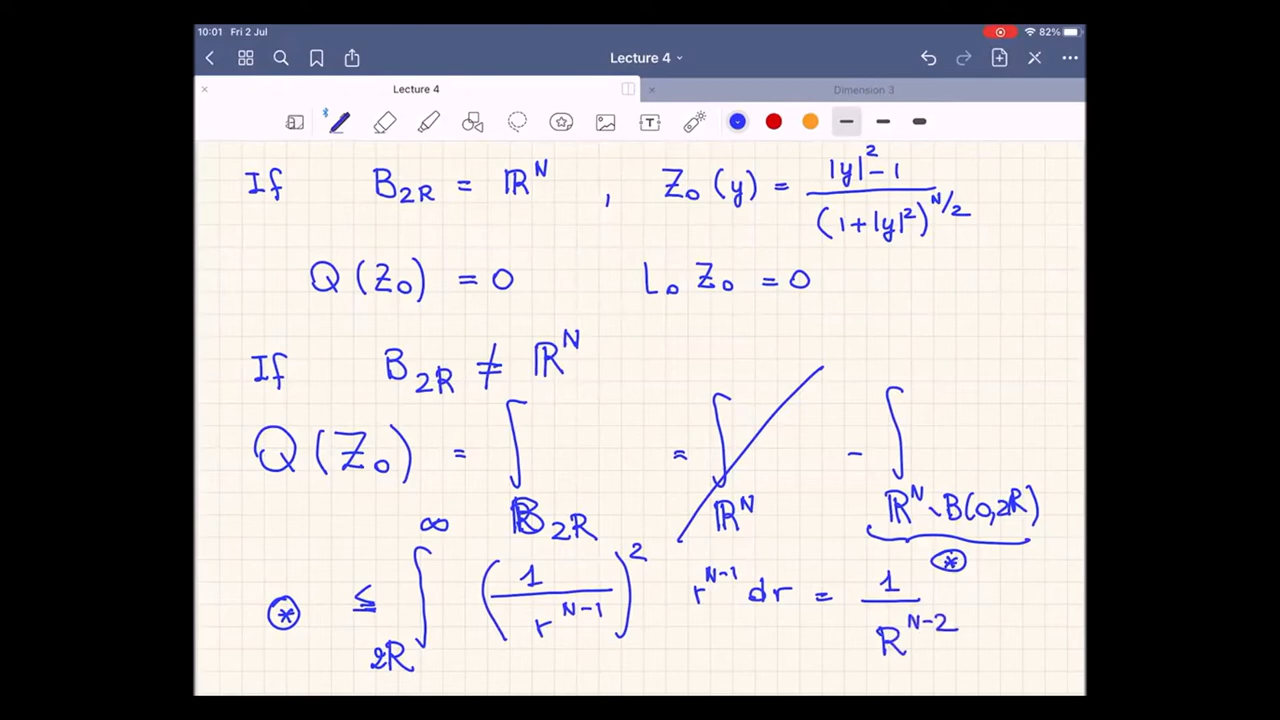 10:01 Fri 2 Jul 82%
Lecture 4
Lecture 4 Dimension 3
If B_{2R} = ℝ^N , Z_0(y) = (|y|^2 - 1) / (1+|y|^2)^{N/2}
Q(Z_0) = 0 L_0 Z_0 = 0
If B_{2R} ≠ ℝ^N
Q(Z_0) = ∫_{B_{2R}} = ∫_{ℝ^N} - ∫_{ℝ^N \ B(0,2R)}
⊛
⊛ ≤ ∫_{2R}^{∞} (1 / r^{N-1})^2 r^{N-1} dr = 1 / R^{N-2}